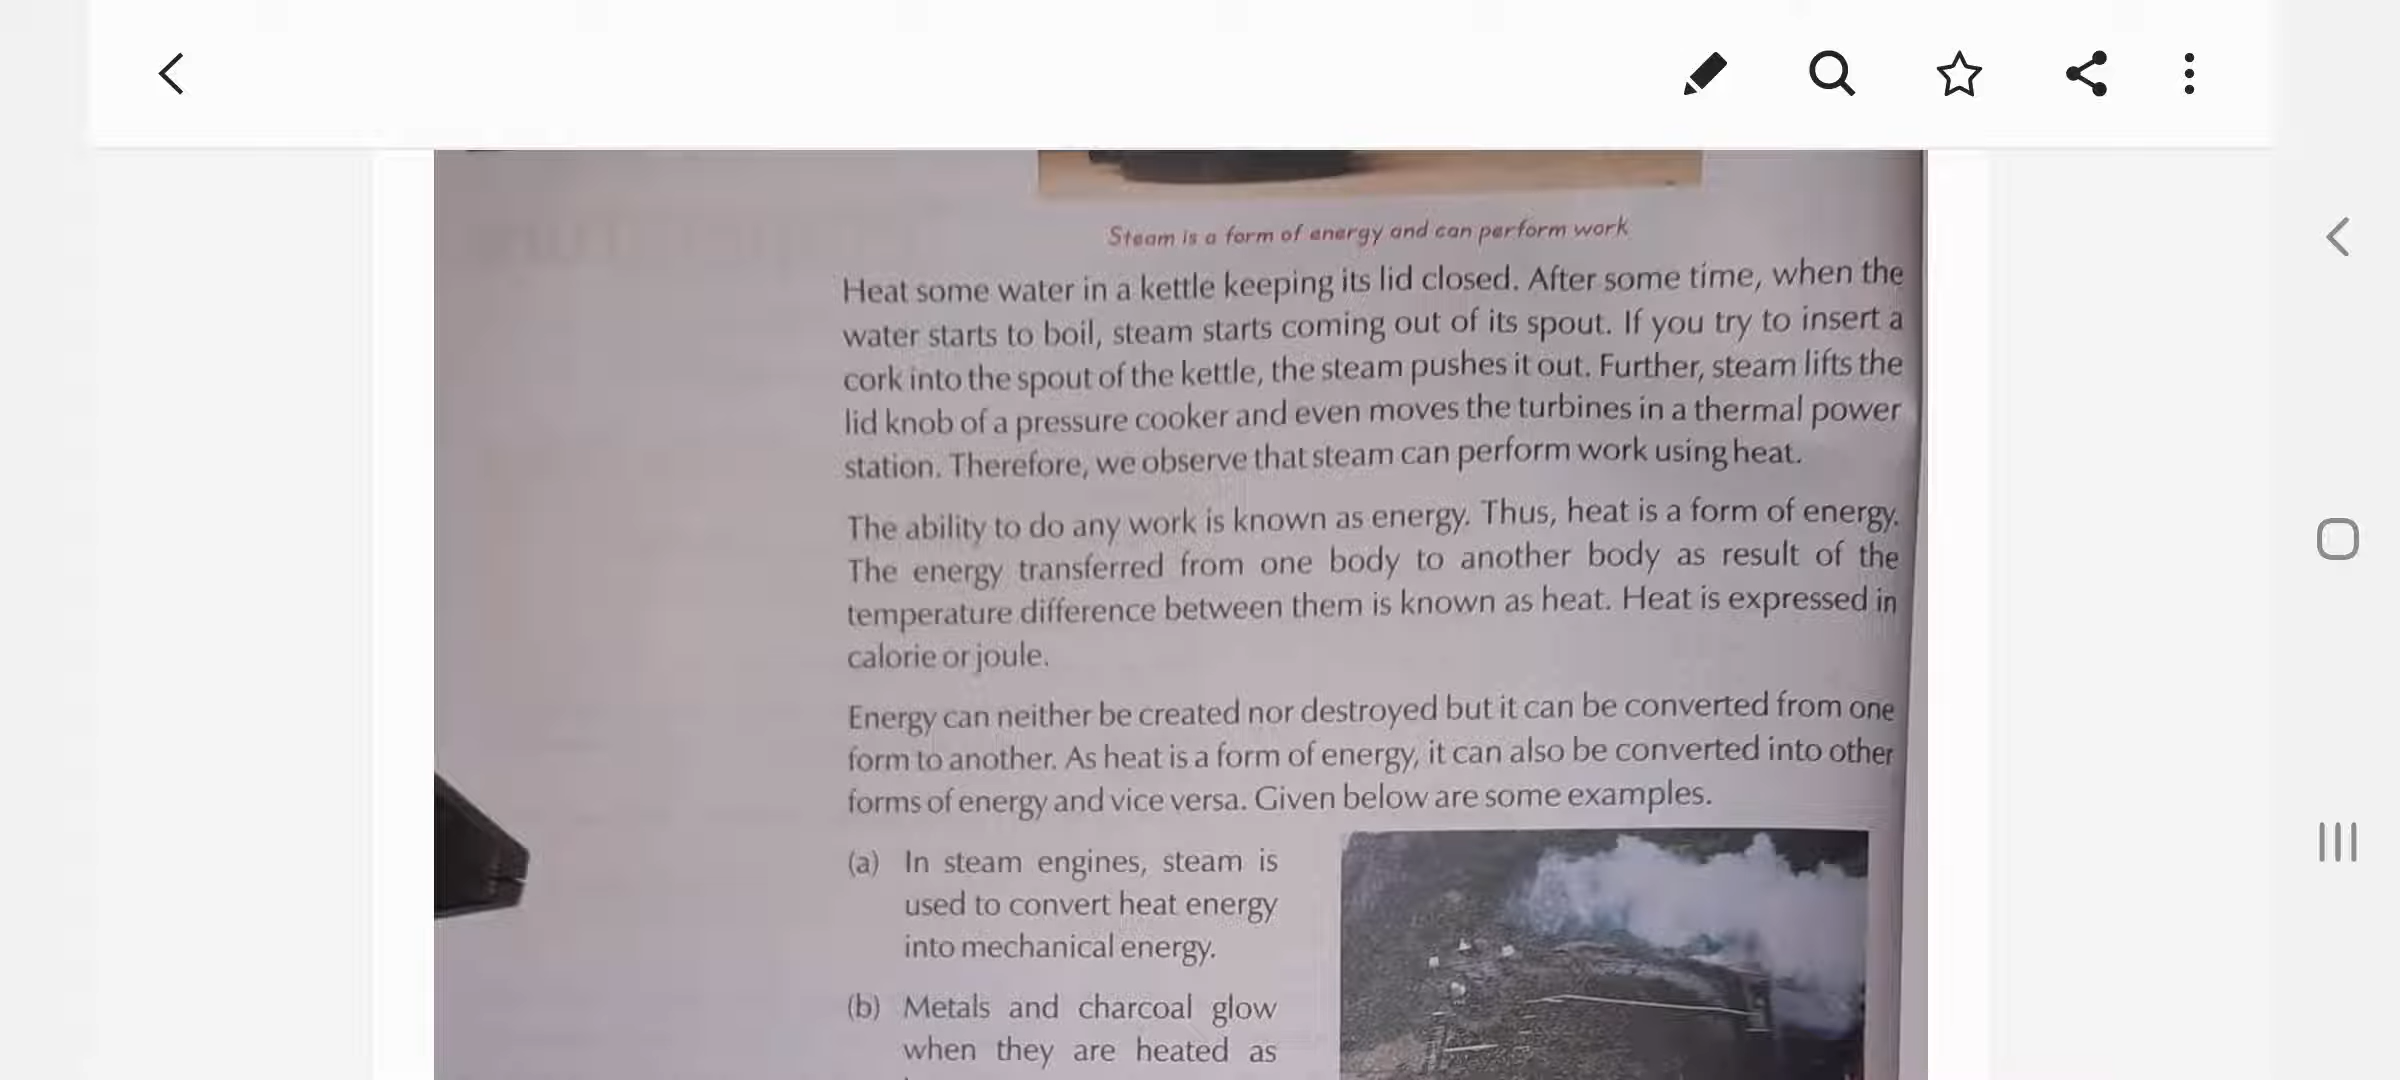 Steam is a form of energy and can perform work
Heat some water in a kettle keeping its lid closed. After some time, when the
water starts to boil, steam starts coming out of its spout. If you try to insert a
cork into the spout of the kettle, the steam pushes it out. Further, steam lifts the
lid knob of a pressure cooker and even moves the turbines in a thermal power
station. Therefore, we observe that steam can perform work using heat.
The ability to do any work is known as energy. Thus, heat is a form of energy.
The energy transferred from one body to another body as result of the
temperature difference between them is known as heat. Heat is expressed in
calorie or joule.
Energy can neither be created nor destroyed but it can be converted from one
form to another. As heat is a form of energy, it can also be converted into other
forms of energy and vice versa. Given below are some examples.
(a) In steam engines, steam is
used to convert heat energy
into mechanical energy.
(b) Metals and charcoal glow
when they are heated as